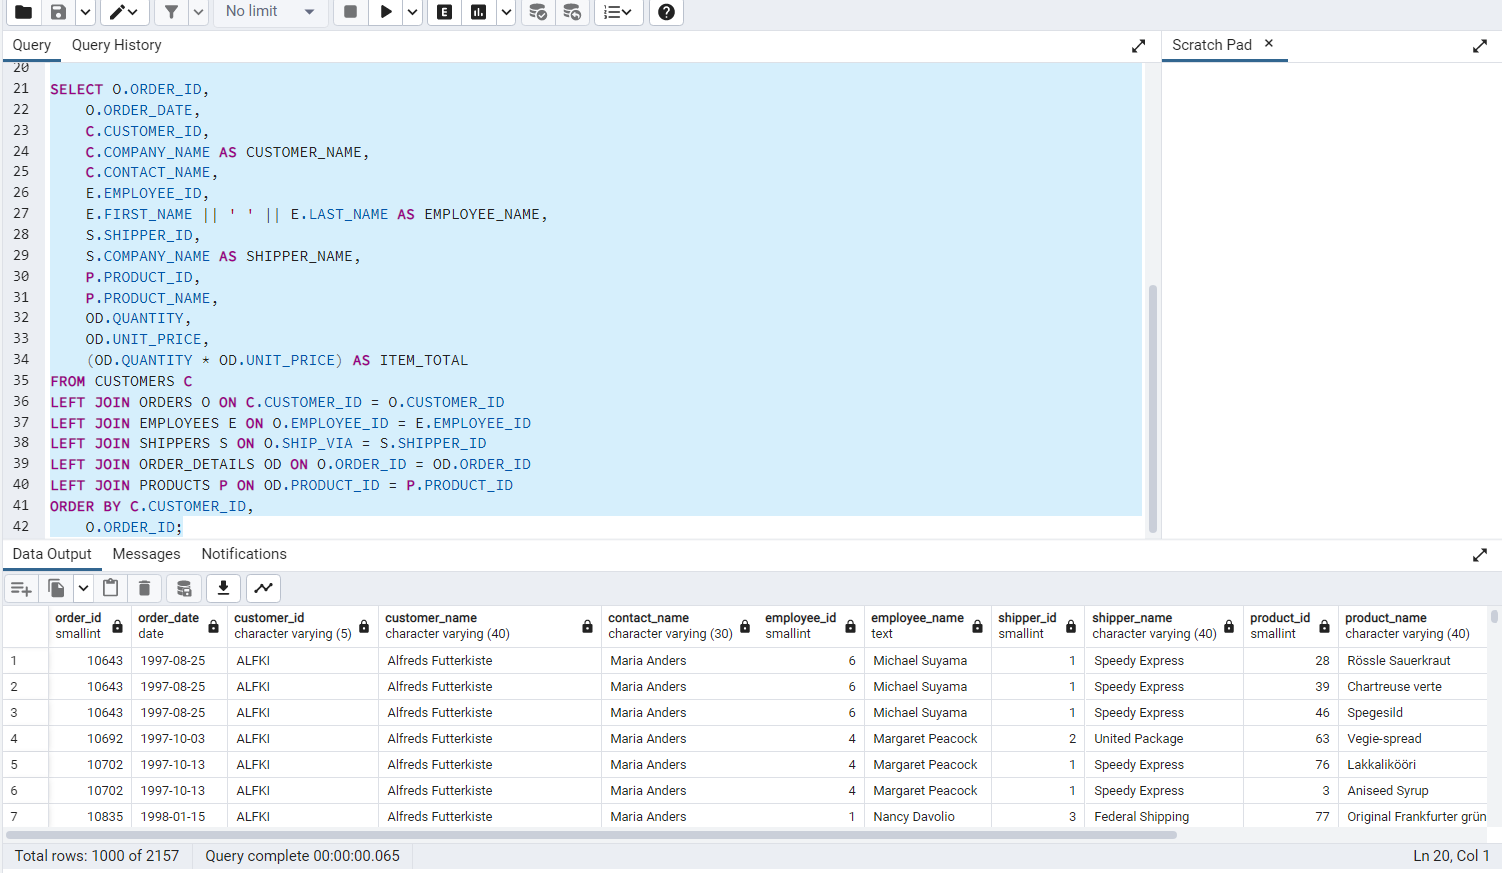 No limit
E
Query Query History
Scratch Pad ×
20
21 SELECT O.ORDER_ID,
22 O.ORDER_DATE,
23 C.CUSTOMER_ID,
24 C.COMPANY_NAME AS CUSTOMER_NAME,
25 C.CONTACT_NAME,
26 E.EMPLOYEE_ID,
27 E.FIRST_NAME || ' ' || E.LAST_NAME AS EMPLOYEE_NAME,
28 S.SHIPPER_ID,
29 S.COMPANY_NAME AS SHIPPER_NAME,
30 P.PRODUCT_ID,
31 P.PRODUCT_NAME,
32 OD.QUANTITY,
33 OD.UNIT_PRICE,
34 (OD.QUANTITY * OD.UNIT_PRICE) AS ITEM_TOTAL
35 FROM CUSTOMERS C
36 LEFT JOIN ORDERS O ON C.CUSTOMER_ID = O.CUSTOMER_ID
37 LEFT JOIN EMPLOYEES E ON O.EMPLOYEE_ID = E.EMPLOYEE_ID
38 LEFT JOIN SHIPPERS S ON O.SHIP_VIA = S.SHIPPER_ID
39 LEFT JOIN ORDER_DETAILS OD ON O.ORDER_ID = OD.ORDER_ID
40 LEFT JOIN PRODUCTS P ON OD.PRODUCT_ID = P.PRODUCT_ID
41 ORDER BY C.CUSTOMER_ID,
42 O.ORDER_ID;
Data Output Messages Notifications
order_id order_date customer_id customer_name contact_name employee_id employee_name shipper_id shipper_name product_id product_name
smallint date character varying (5) character varying (40) character varying (30) smallint text smallint character varying (40) smallint character varying (40)
1 10643 1997-08-25 ALFKI Alfreds Futterkiste Maria Anders 6 Michael Suyama 1 Speedy Express 28 Rössle Sauerkraut
2 10643 1997-08-25 ALFKI Alfreds Futterkiste Maria Anders 6 Michael Suyama 1 Speedy Express 39 Chartreuse verte
3 10643 1997-08-25 ALFKI Alfreds Futterkiste Maria Anders 6 Michael Suyama 1 Speedy Express 46 Spegesild
4 10692 1997-10-03 ALFKI Alfreds Futterkiste Maria Anders 4 Margaret Peacock 2 United Package 63 Vegie-spread
5 10702 1997-10-13 ALFKI Alfreds Futterkiste Maria Anders 4 Margaret Peacock 1 Speedy Express 76 Lakkalikööri
6 10702 1997-10-13 ALFKI Alfreds Futterkiste Maria Anders 4 Margaret Peacock 1 Speedy Express 3 Aniseed Syrup
7 10835 1998-01-15 ALFKI Alfreds Futterkiste Maria Anders 1 Nancy Davolio 3 Federal Shipping 77 Original Frankfurter grün
Total rows: 1000 of 2157 Query complete 00:00:00.065 Ln 20, Col 1